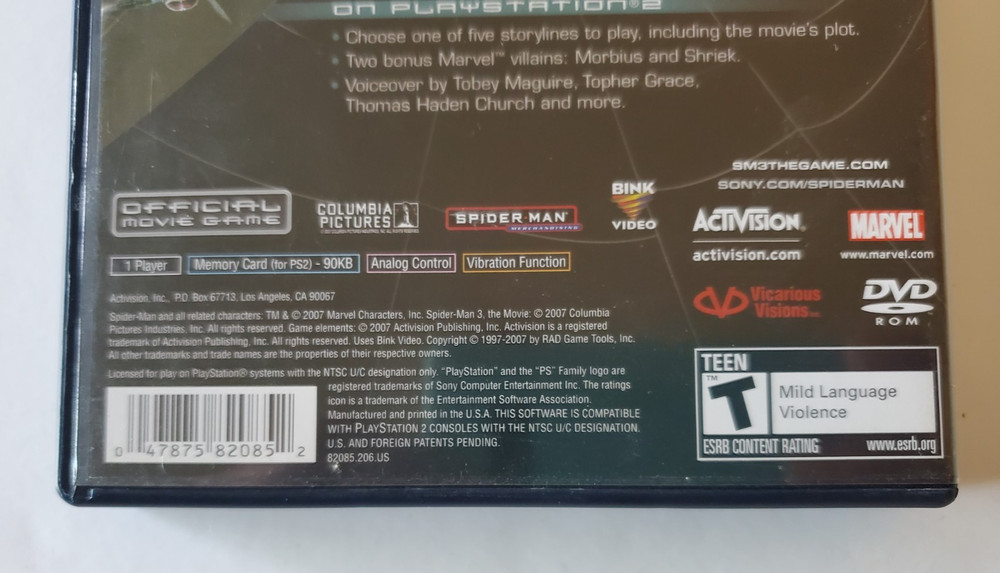 ON PLAYSTATION®2
• Choose one of five storylines to play, including the movie's plot.
• Two bonus Marvel™ villains: Morbius and Shriek.
• Voiceover by Tobey Maguire, Topher Grace,
Thomas Haden Church and more.
SM3THEGAME.COM
SONY.COM/SPIDERMAN
OFFICIAL
MOVIE GAME
COLUMBIA
PICTURES
SPIDER-MAN
MERCHANDISING
BINK
VIDEO
ACTIVISION
activision.com
MARVEL
www.marvel.com
1 Player
Memory Card (for PS2) - 90KB
Analog Control
Vibration Function
Vicarious
Visions
DVD
ROM
Activision, Inc., P.O. Box 67713, Los Angeles, CA 90067
Spider-Man and all related characters: TM & © 2007 Marvel Characters, Inc. Spider-Man 3, the Movie: © 2007 Columbia
Pictures Industries, Inc. All rights reserved. Game elements: © 2007 Activision Publishing, Inc. Activision is a registered
trademark of Activision Publishing, Inc. All rights reserved. Uses Bink Video. Copyright © 1997-2007 by RAD Game Tools, Inc.
All other trademarks and trade names are the properties of their respective owners.
Licensed for play on PlayStation® systems with the NTSC U/C designation only. "PlayStation" and the "PS" Family logo are
registered trademarks of Sony Computer Entertainment Inc. The ratings
icon is a trademark of the Entertainment Software Association.
Manufactured and printed in the U.S.A. THIS SOFTWARE IS COMPATIBLE
WITH PLAYSTATION 2 CONSOLES WITH THE NTSC U/C DESIGNATION.
U.S. AND FOREIGN PATENTS PENDING.
82085.206.US
0 47875 82085 2
TEEN
T™
Mild Language
Violence
ESRB CONTENT RATING
www.esrb.org